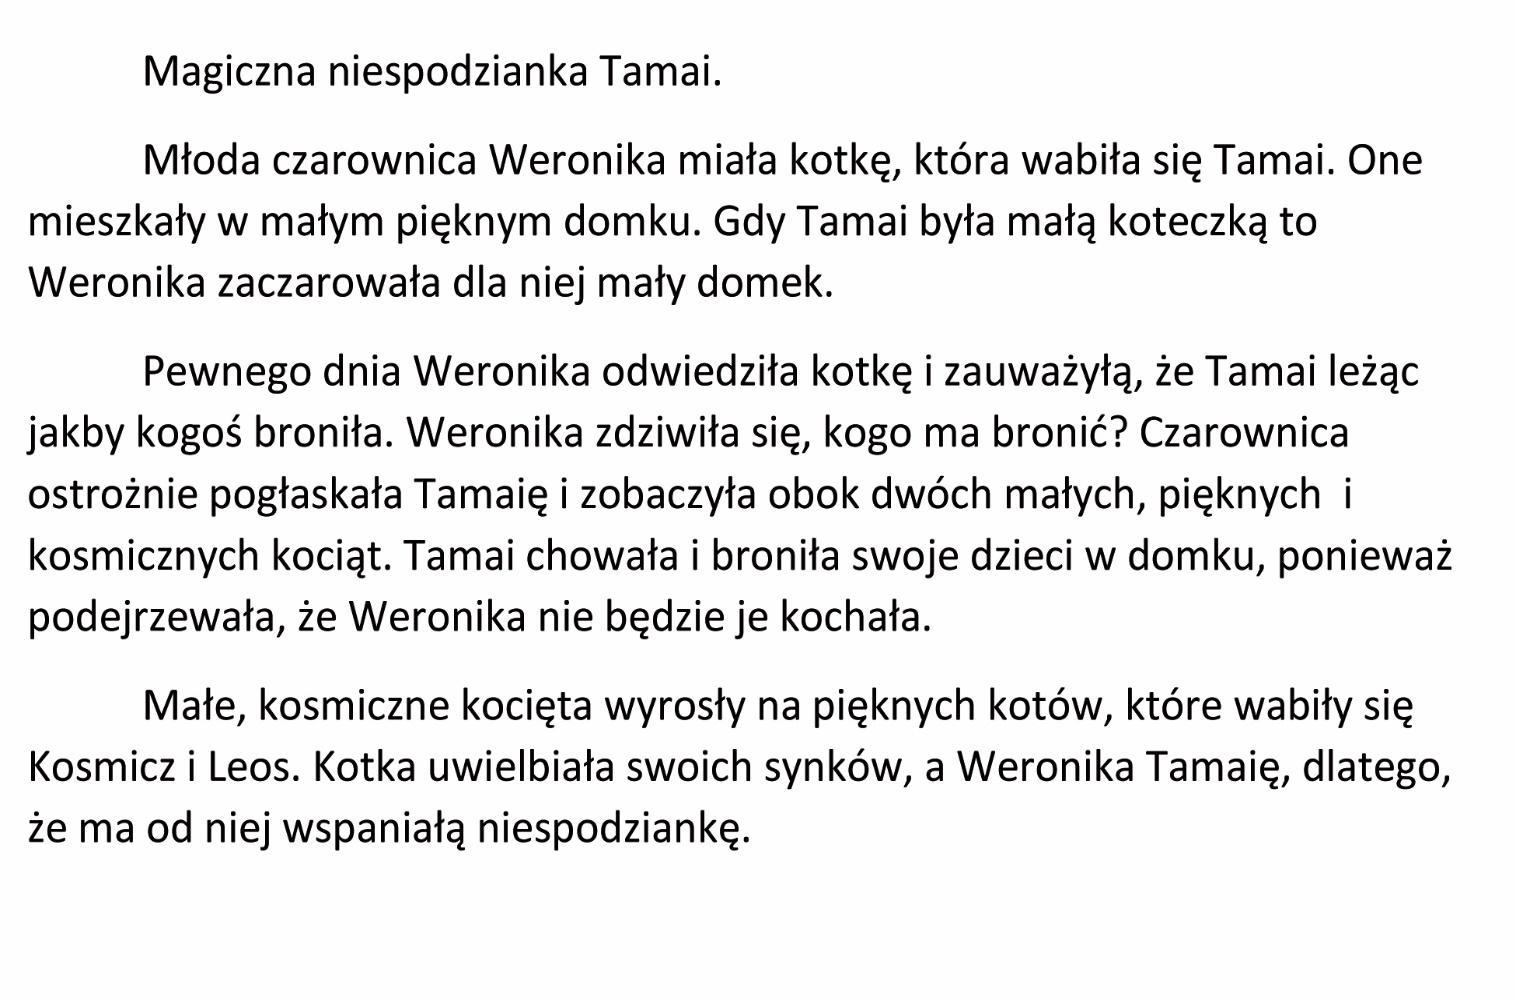 Magiczna niespodzianka Tamai.
Młoda czarownica Weronika miała kotkę, która wabiła się Tamai. One
mieszkały w małym pięknym domku. Gdy Tamai była małą koteczką to
Weronika zaczarowała dla niej mały domek.
Pewnego dnia Weronika odwiedziła kotkę i zauważyłą, że Tamai leżąc
jakby kogoś broniła. Weronika zdziwiła się, kogo ma bronić? Czarownica
ostrożnie pogłaskała Tamaię i zobaczyła obok dwóch małych, pięknych  i
kosmicznych kociąt. Tamai chowała i broniła swoje dzieci w domku, ponieważ
podejrzewała, że Weronika nie będzie je kochała.
Małe, kosmiczne kocięta wyrosły na pięknych kotów, które wabiły się
Kosmicz i Leos. Kotka uwielbiała swoich synków, a Weronika Tamaię, dlatego,
że ma od niej wspaniałą niespodziankę.